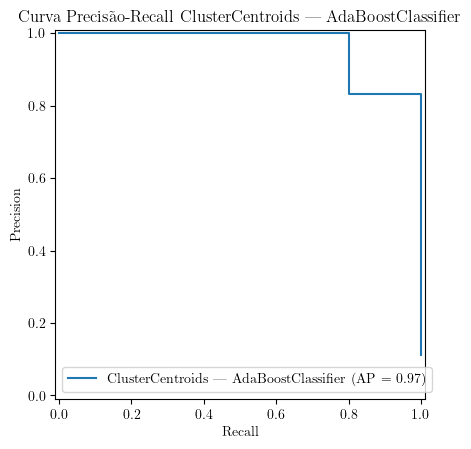 Curva Precisão-Recall ClusterCentroids — AdaBoostClassifier
1.0
0.8
0.6
0.4
0.2
0.0
Precision
ClusterCentroids — AdaBoostClassifier (AP = 0.97)
0.0 0.2 0.4 0.6 0.8 1.0
Recall